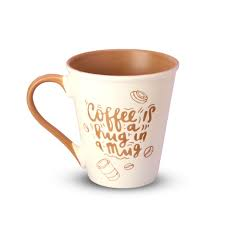 Coffee is
a
hug in
a mug